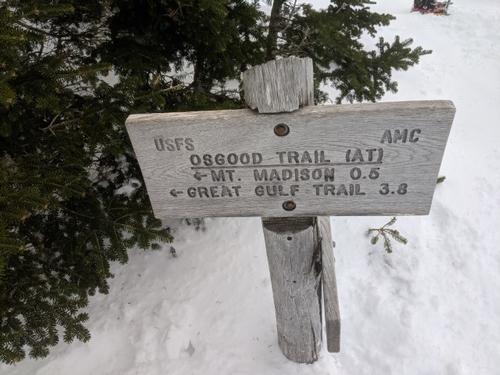 USFS AMC
OSGOOD TRAIL (AT)
←MT. MADISON 0.5
←GREAT GULF TRAIL 3.8